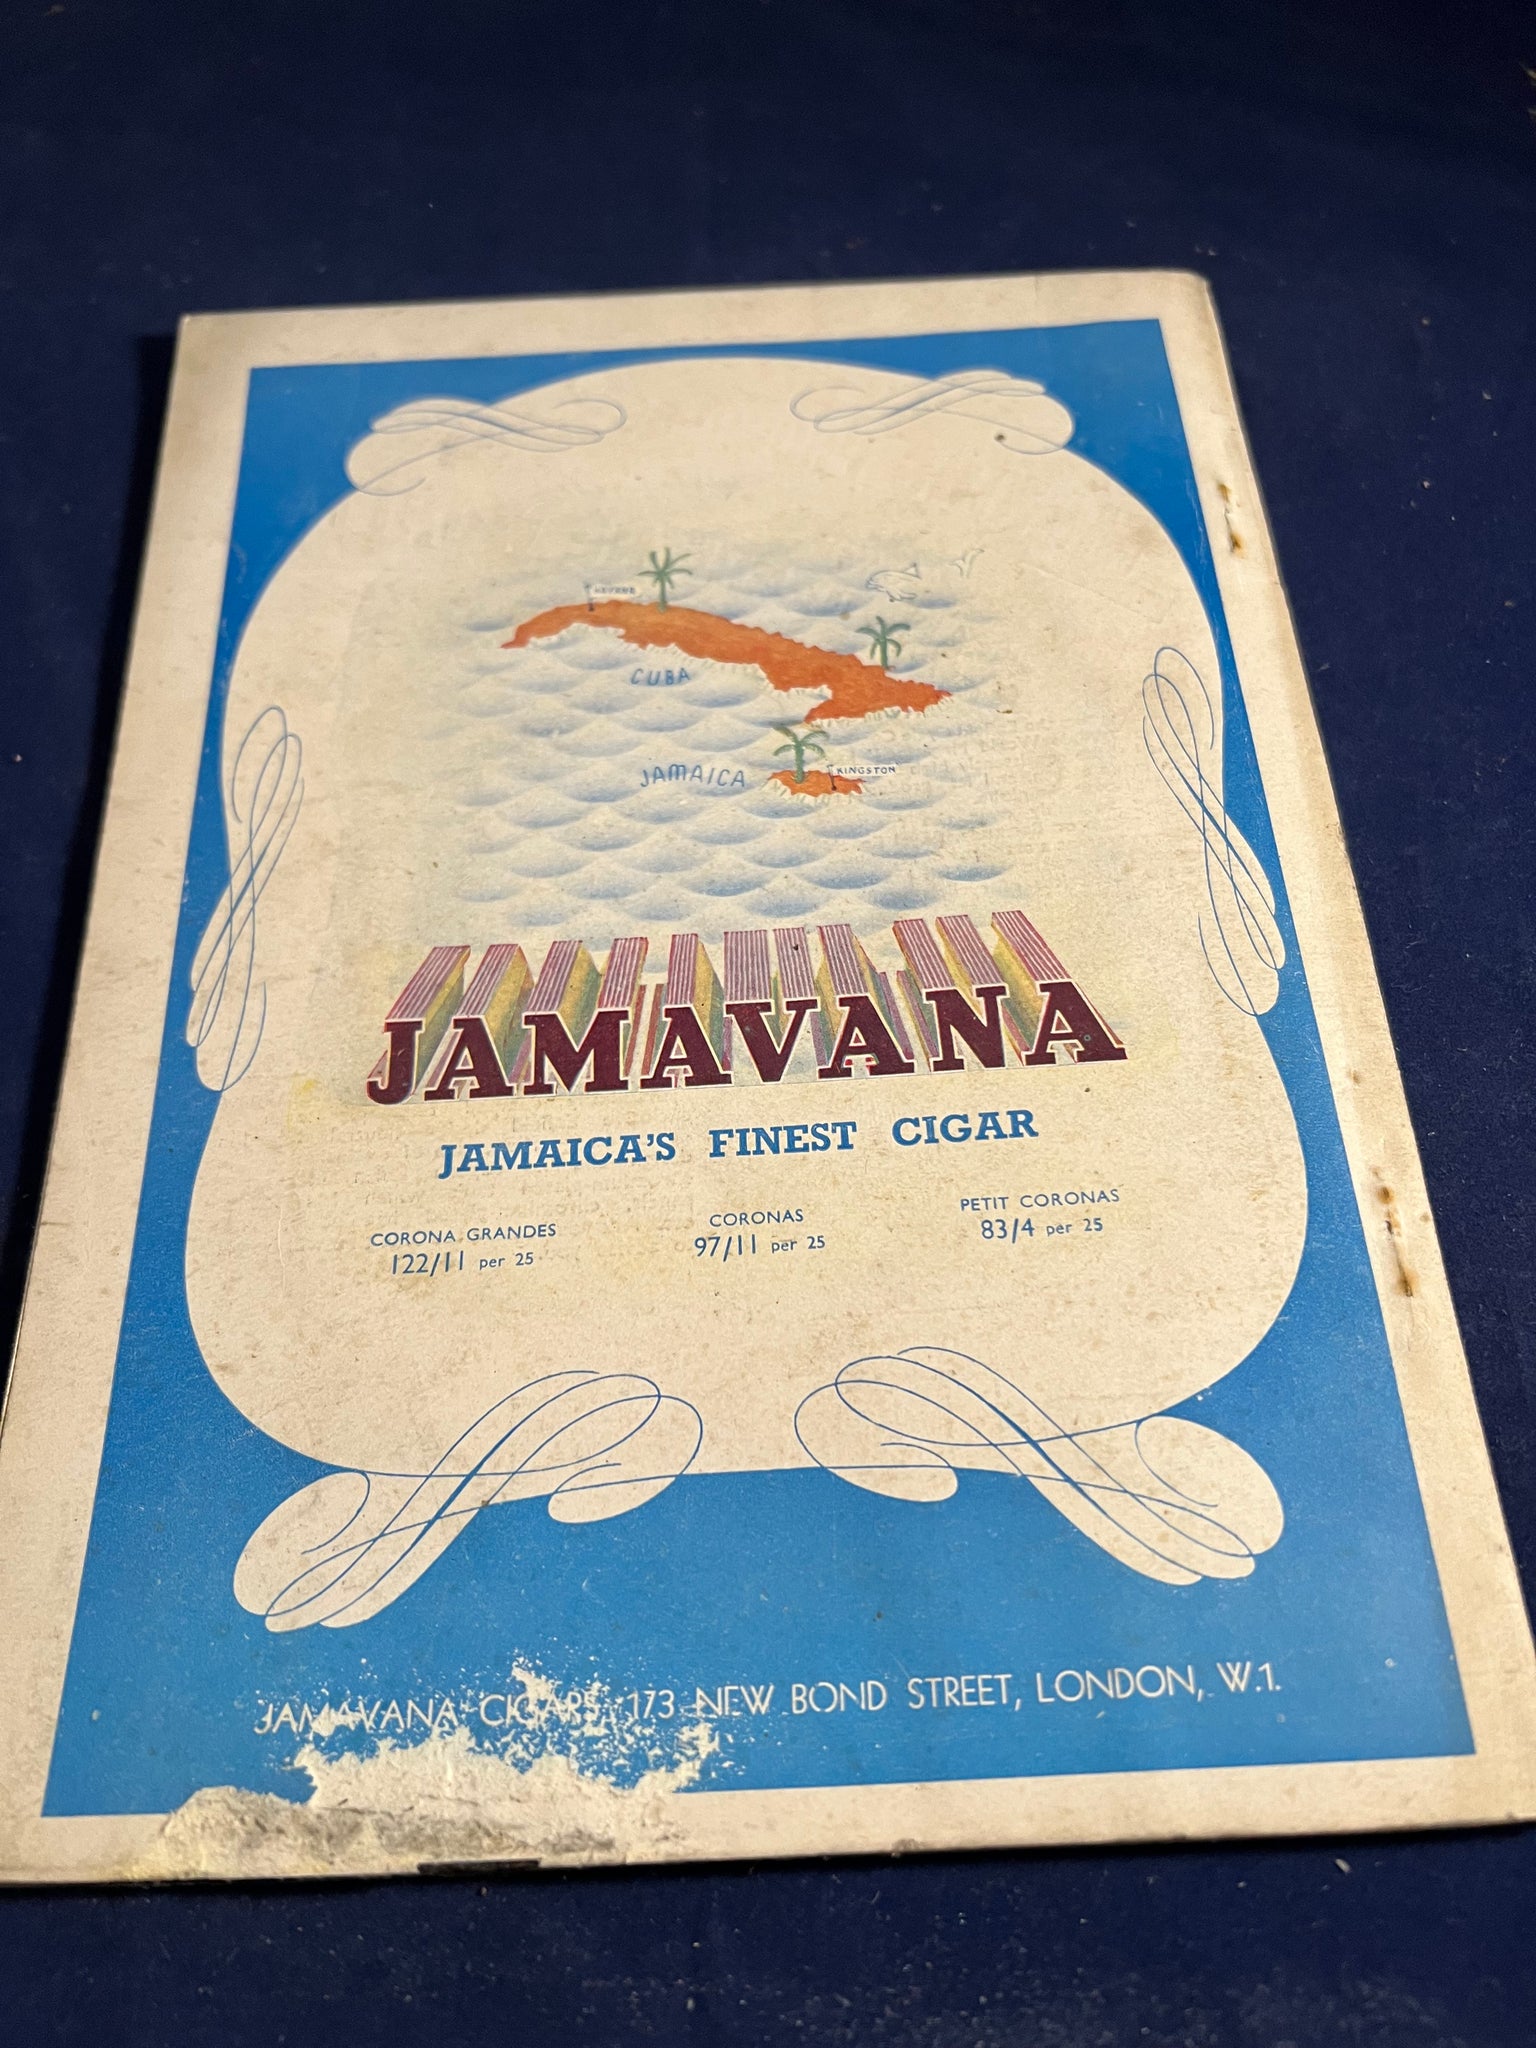 HAVANA
CUBA
JAMAICA
KINGSTON
JAMAVANA
JAMAICA'S FINEST CIGAR
CORONA GRANDES
122/11 per 25
CORONAS
97/11 per 25
PETIT CORONAS
83/4 per 25
JAMAVANA CIGARS, 173 NEW BOND STREET, LONDON, W.1.